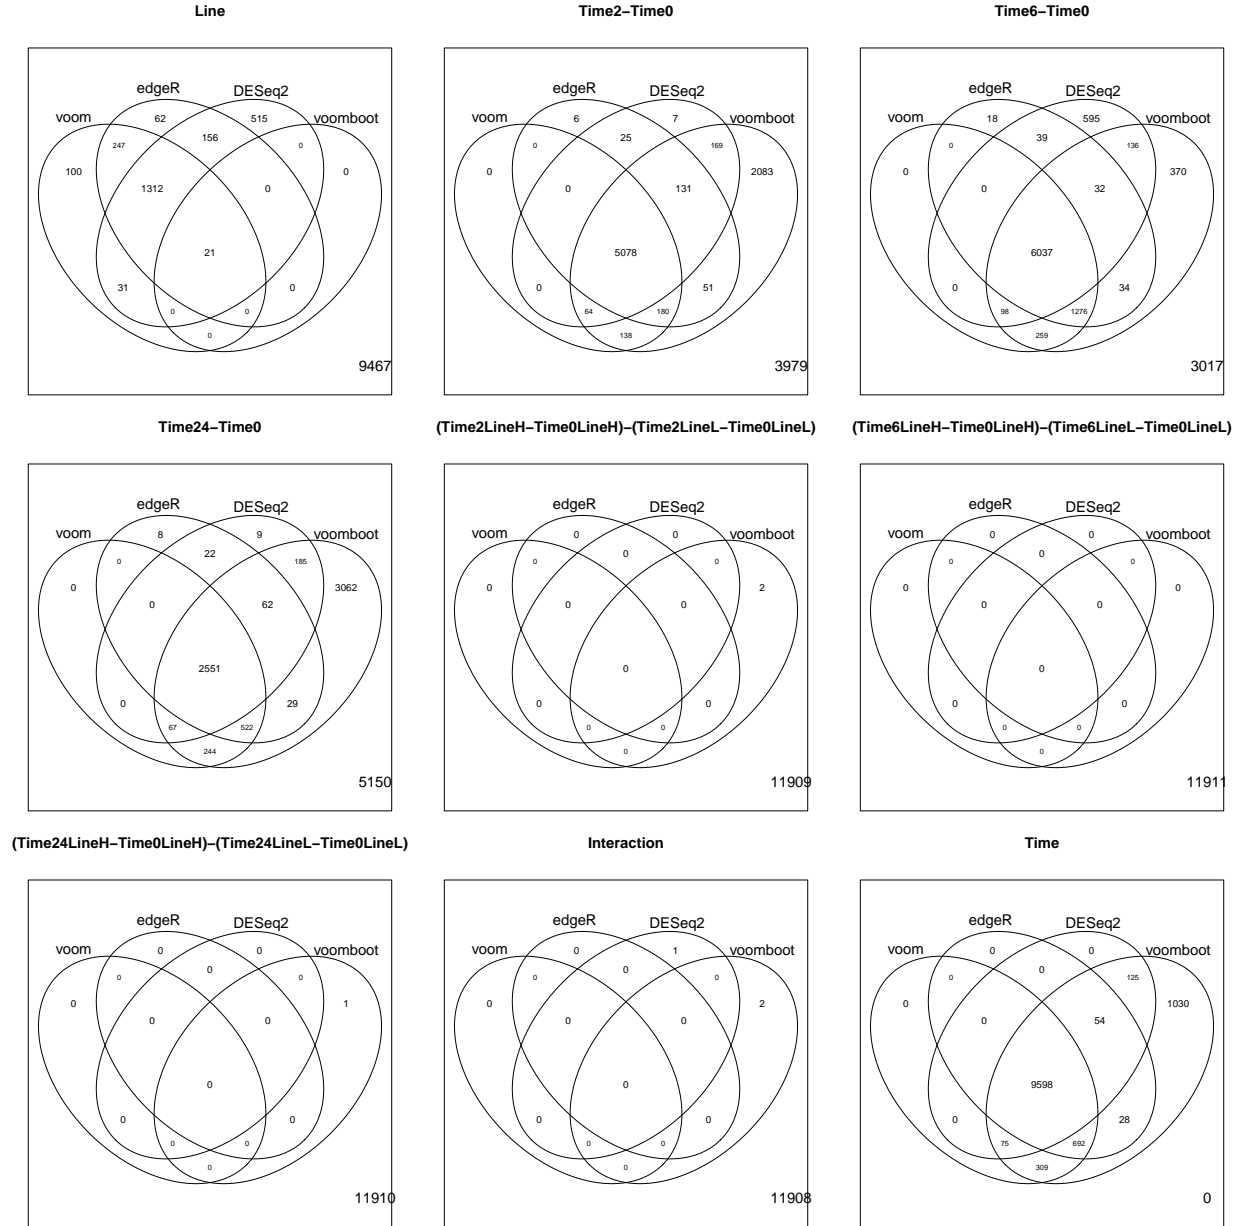 Line
edgeR DESeq2
voom 62 515 voomboot
247 156 0
100 1312 0 0
21
31 0
0 0
0
9467
Time2−Time0
edgeR DESeq2
voom 6 7 voomboot
0 25 169
0 0 131 2083
5078
0 51
64 180
138
3979
Time6−Time0
edgeR DESeq2
voom 18 595 voomboot
0 39 136
0 0 32 370
6037
0 34
98 1276
259
3017
Time24−Time0
edgeR DESeq2
voom 8 9 voomboot
0 22 185
0 0 62 3062
2551
0 29
67 522
244
5150
(Time2LineH−Time0LineH)−(Time2LineL−Time0LineL)
edgeR DESeq2
voom 0 0 voomboot
0 0 0
0 0 0 2
0
0 0
0 0
0
11909
(Time6LineH−Time0LineH)−(Time6LineL−Time0LineL)
edgeR DESeq2
voom 0 0 voomboot
0 0 0
0 0 0 0
0
0 0
0 0
0
11911
(Time24LineH−Time0LineH)−(Time24LineL−Time0LineL)
edgeR DESeq2
voom 0 0 voomboot
0 0 0
0 0 0 1
0
0 0
0 0
0
11910
Interaction
edgeR DESeq2
voom 0 1 voomboot
0 0 0
0 0 0 2
0
0 0
0 0
0
11908
Time
edgeR DESeq2
voom 0 0 voomboot
0 0 125
0 0 54 1030
9598
0 28
75 692
309
0